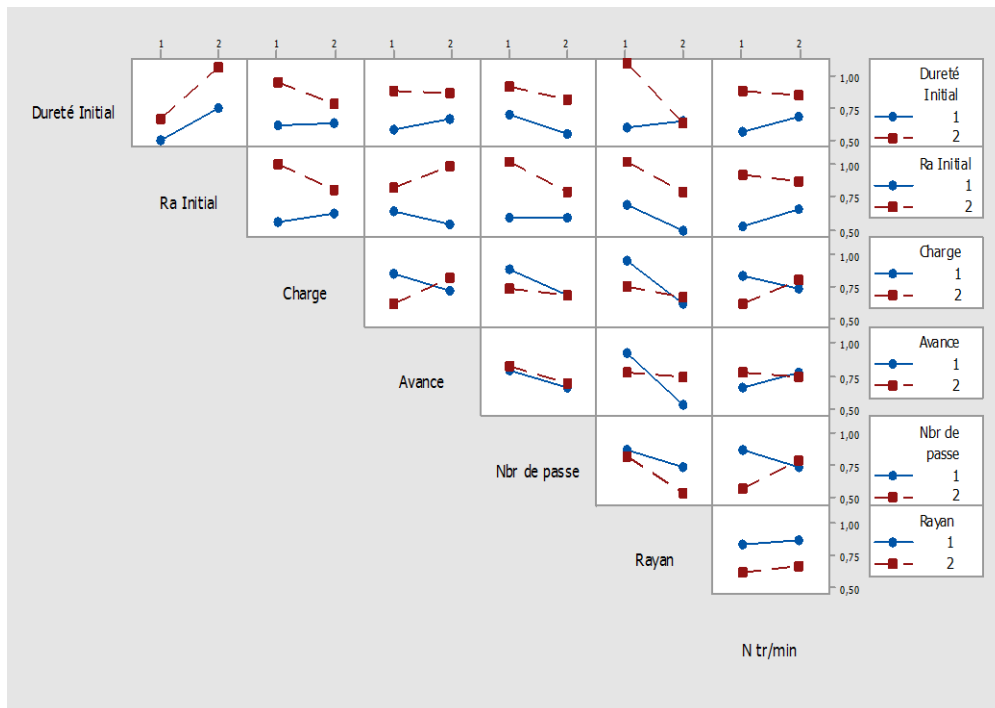 1 2 1 2 1 2 1 2 1 2 1 2
Dureté Initial
1,00
0,75
0,50
Dureté
Initial
1
2
Ra Initial
1,00
0,75
0,50
Ra Initial
1
2
Charge
1,00
0,75
0,50
Charge
1
2
Avance
1,00
0,75
0,50
Avance
1
2
Nbr de passe
1,00
0,75
0,50
Nbr de
passe
1
2
Rayan
1,00
0,75
0,50
Rayan
1
2
N tr/min